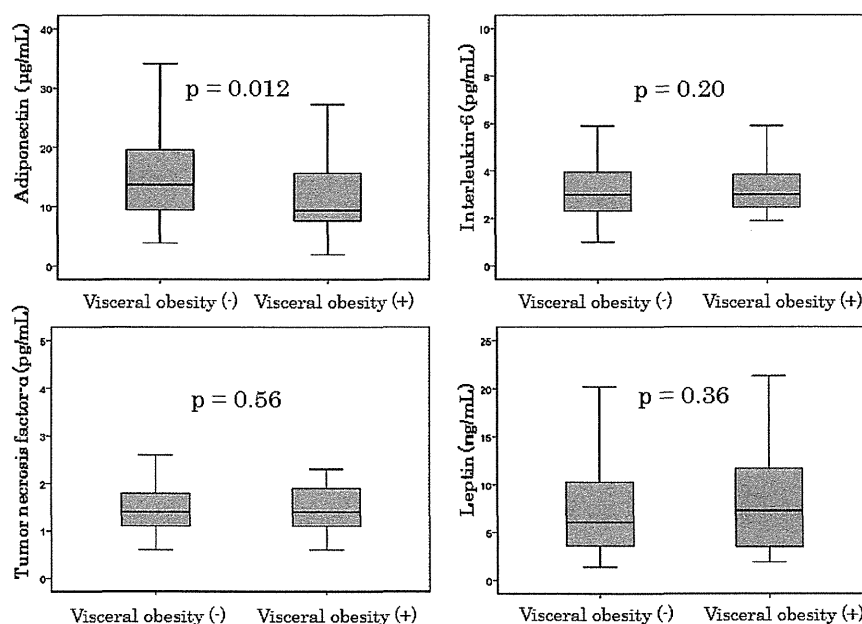 Adiponectin (µg/mL)
40
30
20
10
0
p = 0.012
Visceral obesity (-) Visceral obesity (+)
Interleukin-6 (pg/mL)
10
8
6
4
2
0
p = 0.20
Visceral obesity (-) Visceral obesity (+)
Tumor necrosis factor-α (pg/mL)
5
4
3
2
1
0
p = 0.56
Visceral obesity (-) Visceral obesity (+)
Leptin (ng/mL)
25
20
15
10
5
0
p = 0.36
Visceral obesity (-) Visceral obesity (+)